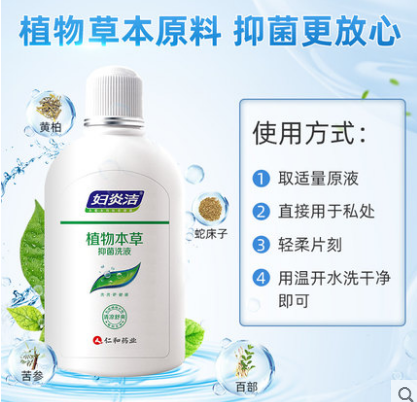 植物草本原料 抑菌更放心
黄柏
妇炎洁
植物本草
抑菌洗液
仁和药业
蛇床子
苦参
百部
使用方式：
1 取适量原液
2 直接用于私处
3 轻柔片刻
4 用温开水洗干净
即可